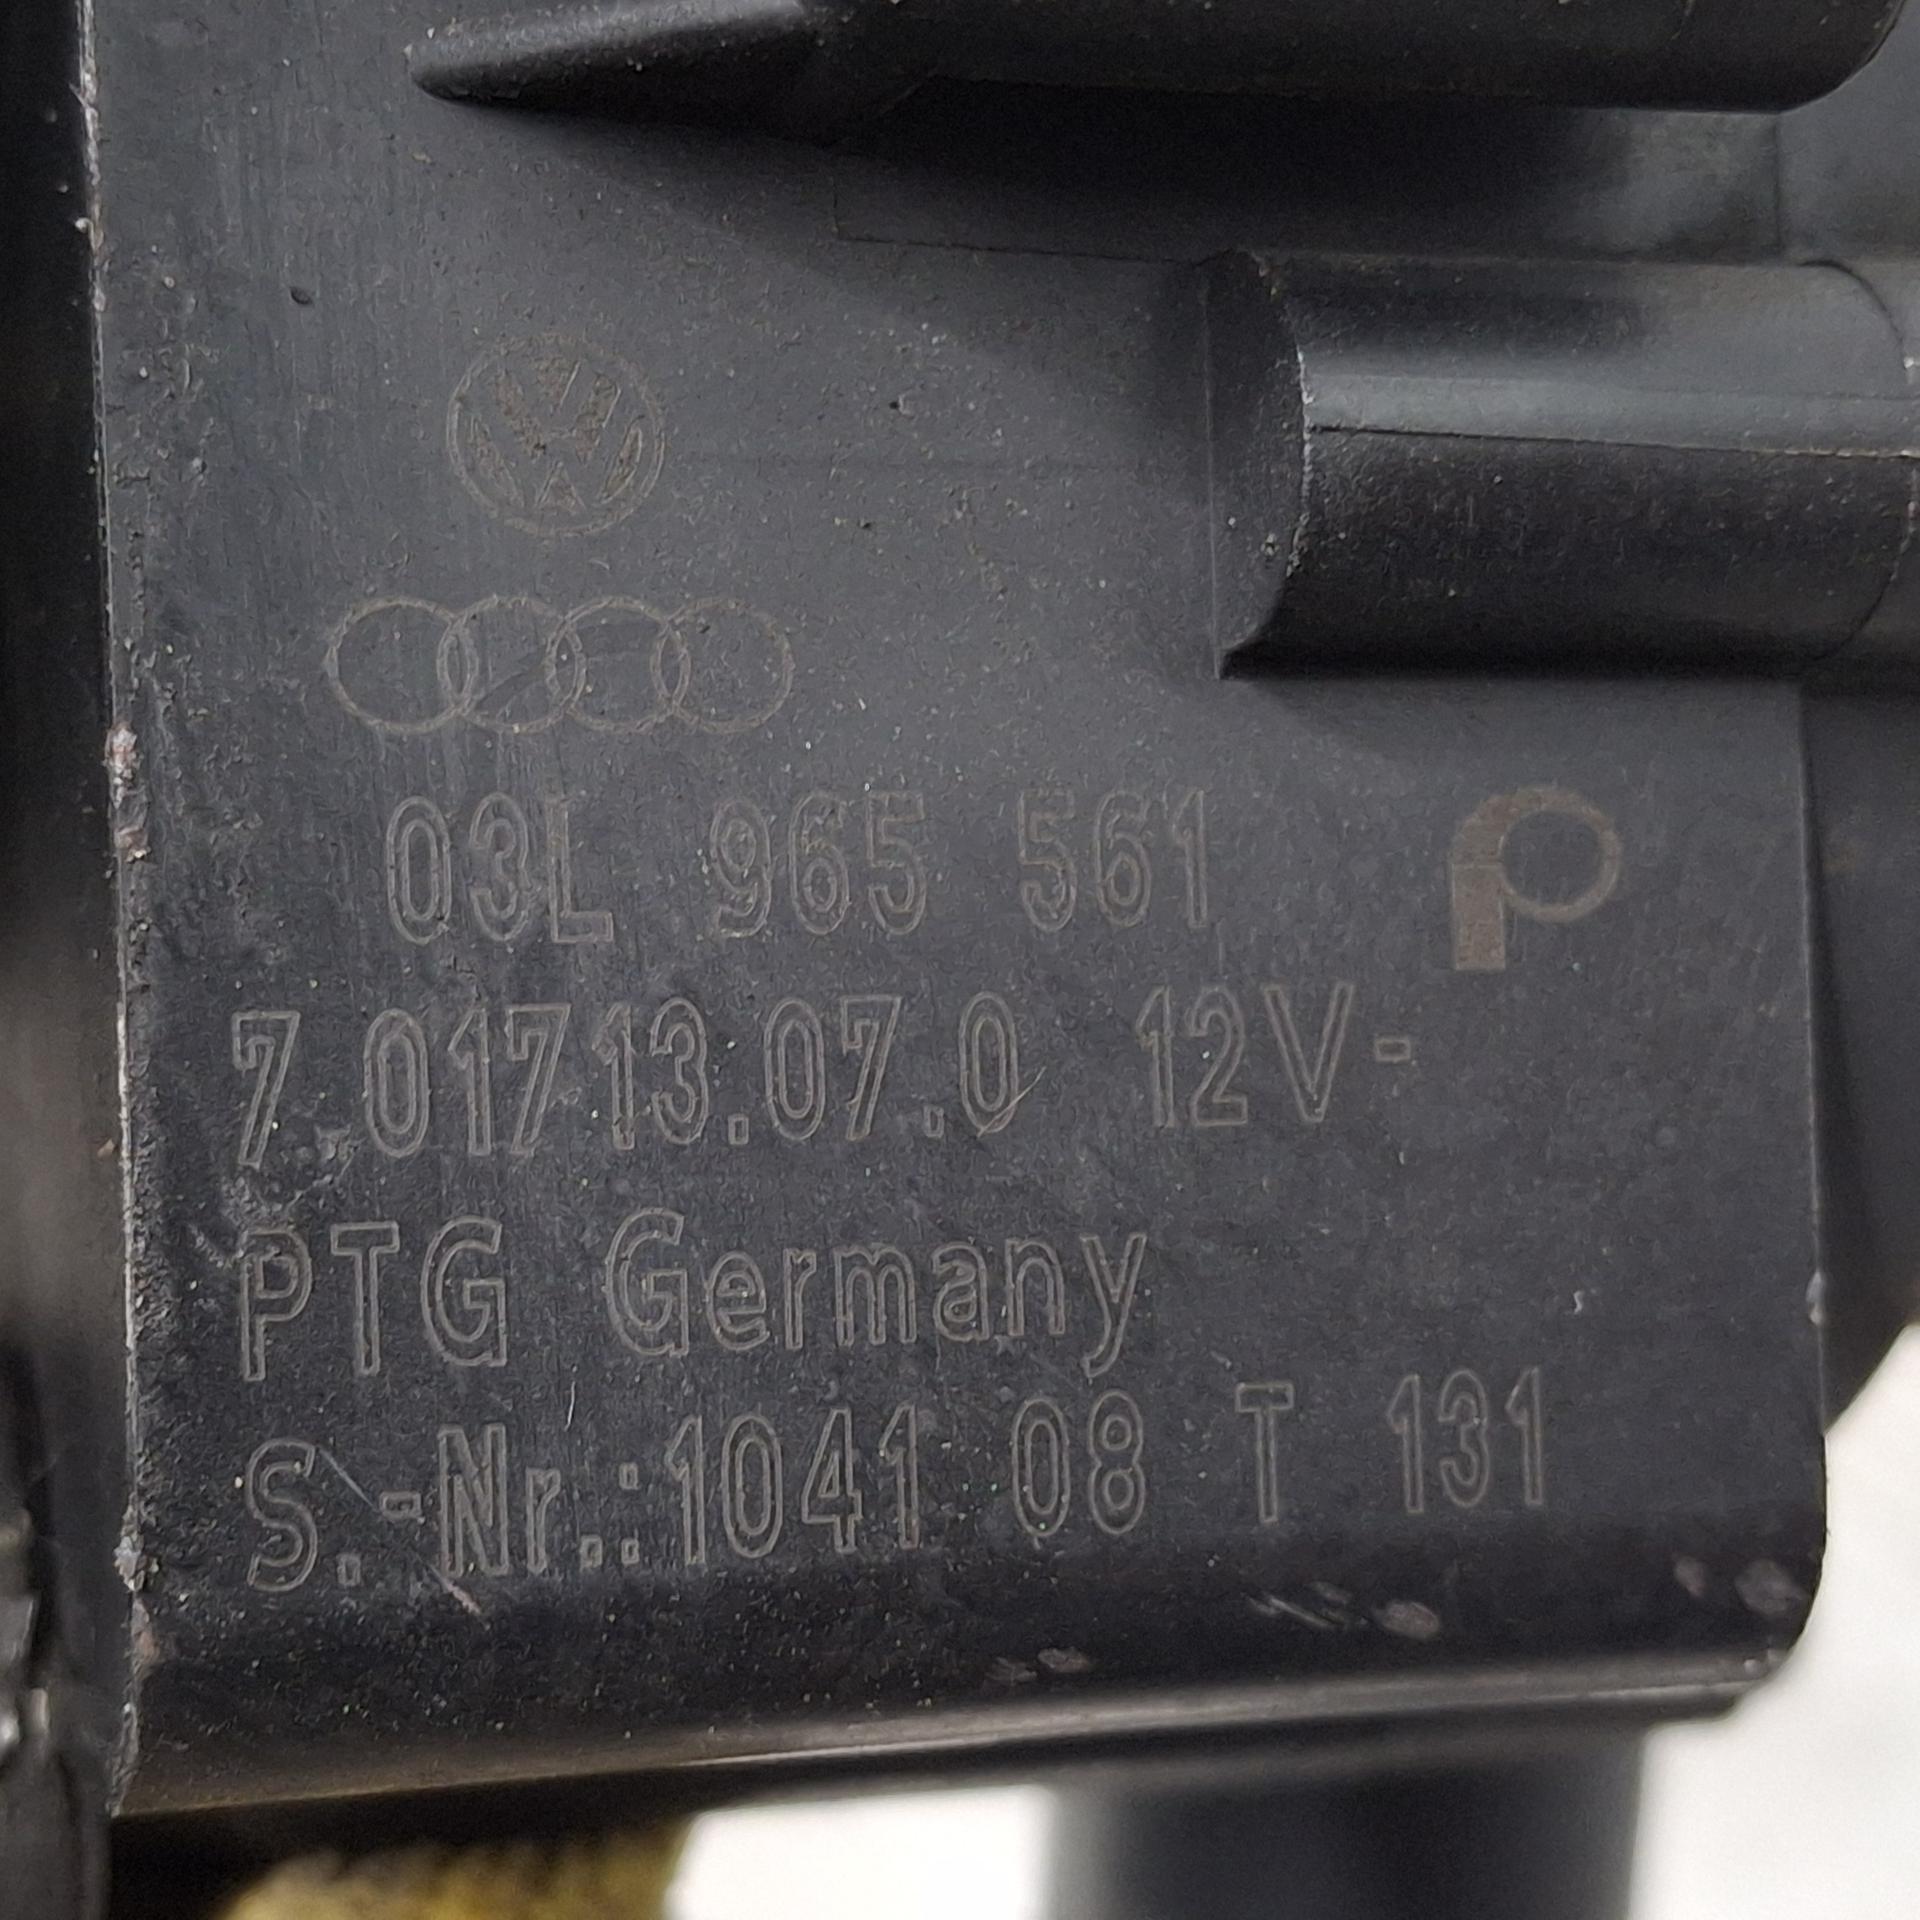 03L 965 561
7.01713.07.0 12V-
PTG Germany
S.-Nr.:1041 08 T 131